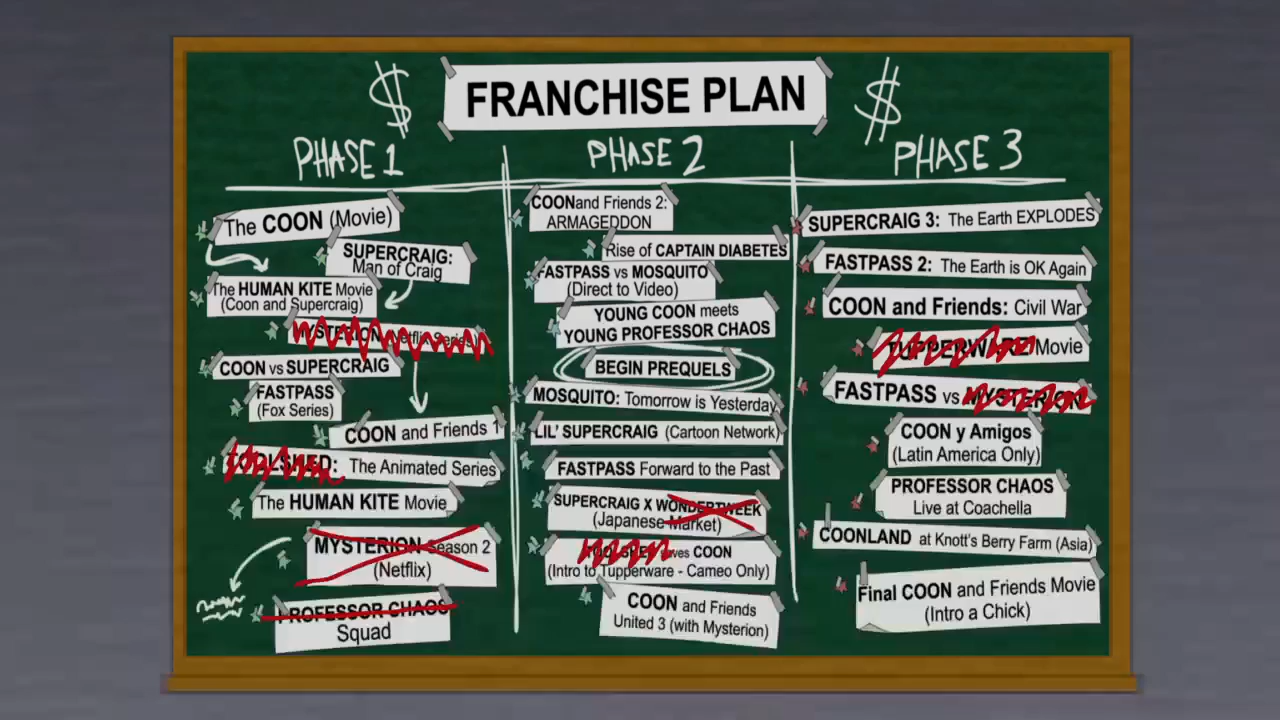 $ FRANCHISE PLAN $
PHASE 1
The COON (Movie)
SUPERCRAIG:
Man of Craig
The HUMAN KITE Movie
(Coon and Supercraig)
MYSTERION Netflix Series
COON vs SUPERCRAIG
FASTPASS
(Fox Series)
COON and Friends 1
TOOLSHED: The Animated Series
The HUMAN KITE Movie
MYSTERION Season 2
(Netflix)
PROFESSOR CHAOS
Squad
PHASE 2
COON and Friends 2:
ARMAGEDDON
Rise of CAPTAIN DIABETES
FASTPASS vs MOSQUITO
(Direct to Video)
YOUNG COON meets
YOUNG PROFESSOR CHAOS
BEGIN PREQUELS
MOSQUITO: Tomorrow is Yesterday
LIL' SUPERCRAIG (Cartoon Network)
FASTPASS Forward to the Past
SUPERCRAIG X WONDERTWEEK
(Japanese Market)
TOOLSHED Saves COON
(Intro to Tupperware - Cameo Only)
COON and Friends
United 3 (with Mysterion)
PHASE 3
SUPERCRAIG 3: The Earth EXPLODES
FASTPASS 2: The Earth is OK Again
COON and Friends: Civil War
TUPPERWARE Movie
FASTPASS vs MYSTERION
COON y Amigos
(Latin America Only)
PROFESSOR CHAOS
Live at Coachella
COONLAND at Knott's Berry Farm (Asia)
Final COON and Friends Movie
(Intro a Chick)